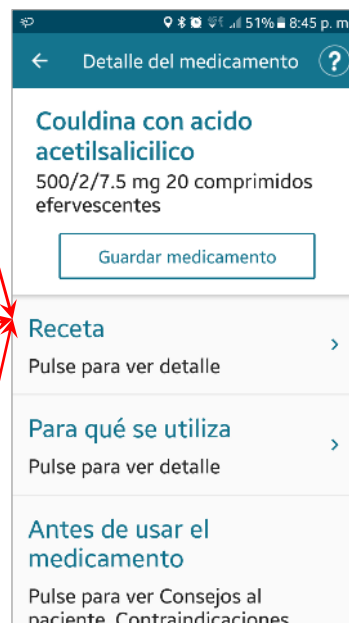 51% 8:45 p. m
Detalle del medicamento ?
Couldina con acido
acetilsalicilico
500/2/7.5 mg 20 comprimidos
efervescentes
Guardar medicamento
Receta
Pulse para ver detalle
Para qué se utiliza
Pulse para ver detalle
Antes de usar el
medicamento
Pulse para ver Consejos al
paciente, Contraindicaciones